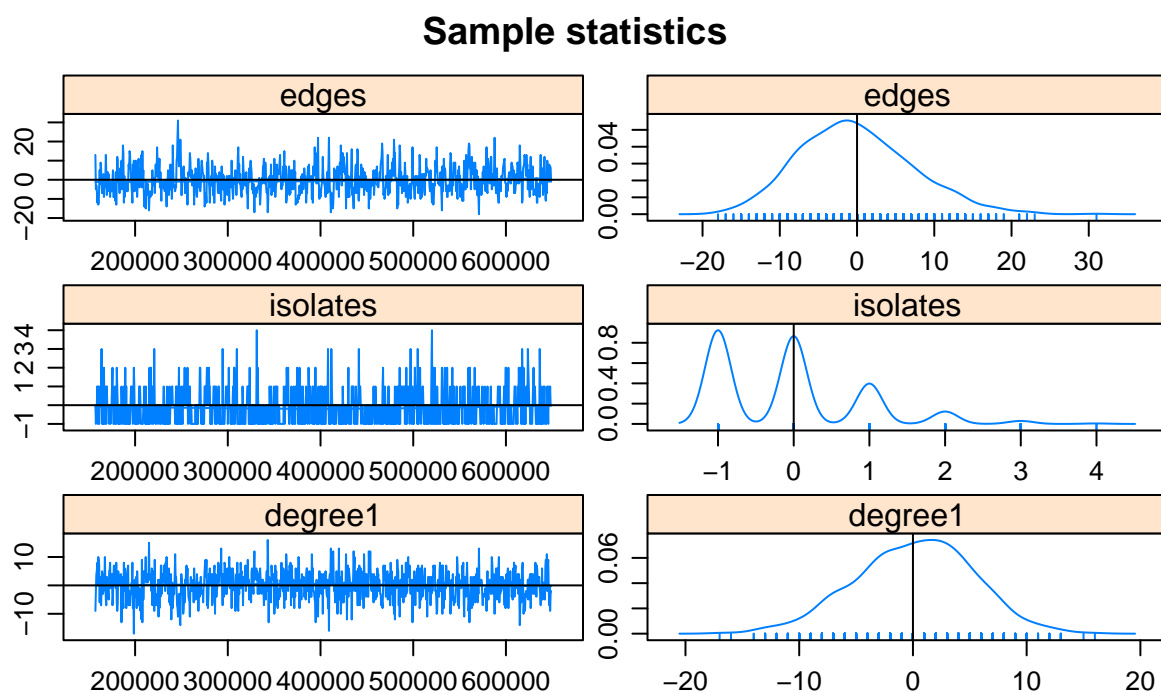 Sample statistics
edges
edges
−20 0 20
0.00 0.04
200000 300000 400000 500000 600000
−20 −10 0 10 20 30
isolates
isolates
−1 1 2 3 4
0.0 0.4 0.8
200000 300000 400000 500000 600000
−1 0 1 2 3 4
degree1
degree1
−10 10
0.00 0.06
200000 300000 400000 500000 600000
−20 −10 0 10 20